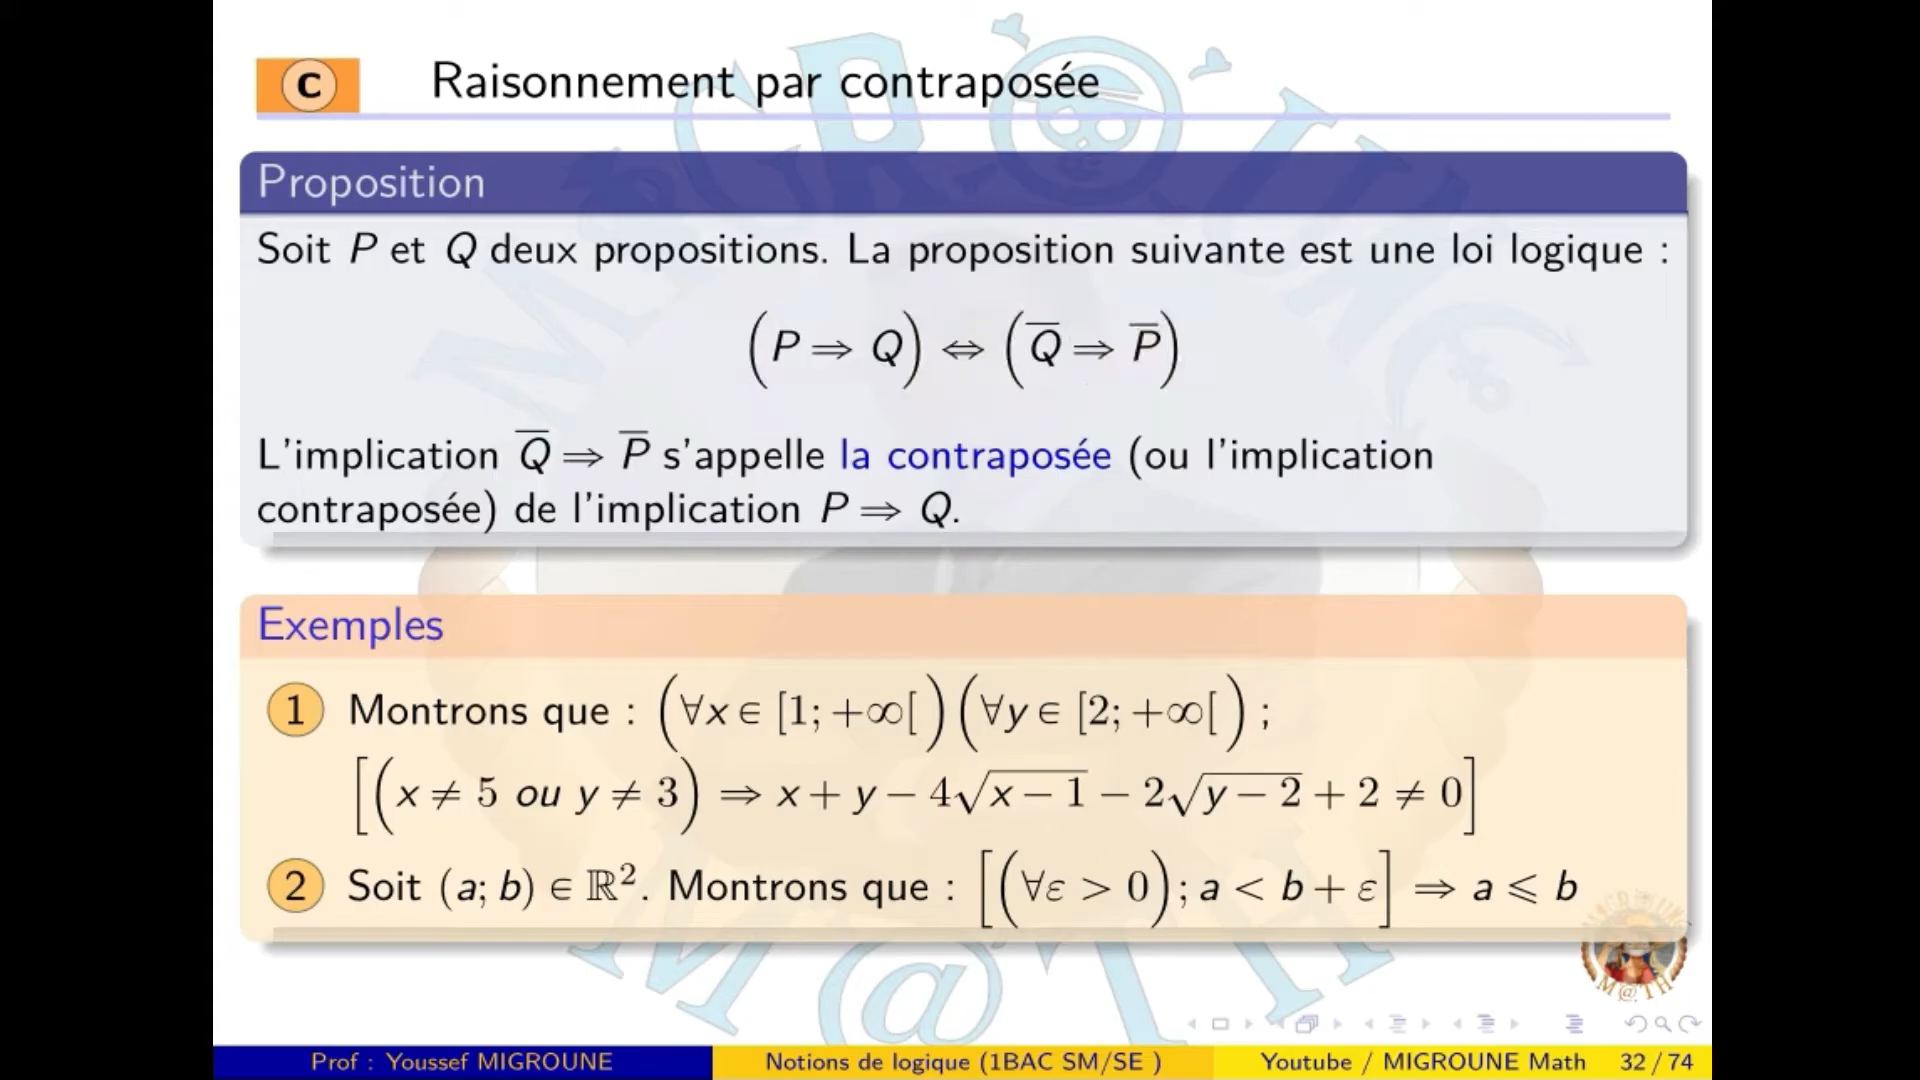 C Raisonnement par contraposée
Proposition
Soit P et Q deux propositions. La proposition suivante est une loi logique :
(P ⇒ Q) ⇔ (Q̅ ⇒ P̅)
L'implication Q̅ ⇒ P̅ s'appelle la contraposée (ou l'implication
contraposée) de l'implication P ⇒ Q.
Exemples
1 Montrons que : (∀x ∈ [1; +∞[) (∀y ∈ [2; +∞[) ;
[(x ≠ 5 ou y ≠ 3) ⇒ x + y − 4√(x − 1) − 2√(y − 2) + 2 ≠ 0]
2 Soit (a; b) ∈ ℝ². Montrons que : [(∀ε > 0) ; a < b + ε] ⇒ a ⩽ b
MIGROUNE
M@TH
M@TH
Prof : Youssef MIGROUNE Notions de logique (1BAC SM/SE ) Youtube / MIGROUNE Math 32 / 74